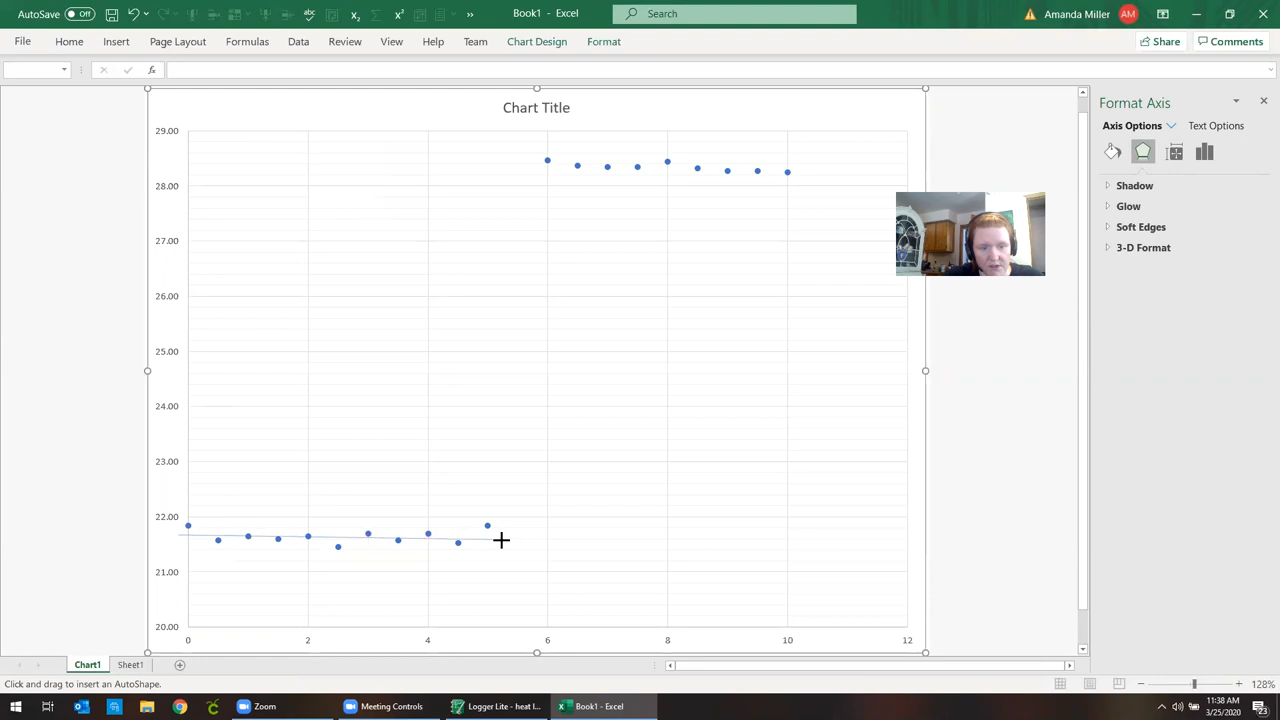 AutoSave Off Book1 - Excel Search Amanda Miller AM
File Home Insert Page Layout Formulas Data Review View Help Team Chart Design Format Share Comments
fx
Chart Title
29.00
28.00
27.00
26.00
25.00
24.00
23.00
22.00
21.00
20.00
0 2 4 6 8 10 12
Format Axis
Axis Options Text Options
Shadow
Glow
Soft Edges
3-D Format
Chart1 Sheet1
Click and drag to insert an AutoShape. 128%
Zoom Meeting Controls Logger Lite - heat l... Book1 - Excel 11:38 AM
3/25/2020 23